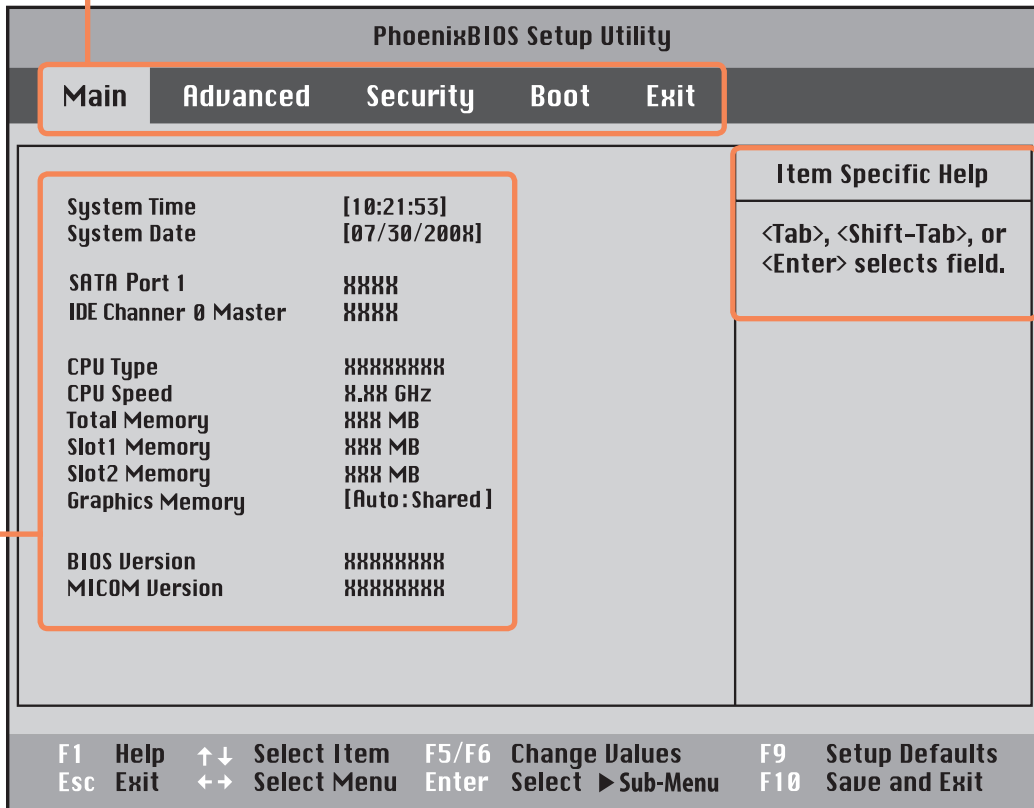 PhoenixBIOS Setup Utility
Main Advanced Security Boot Exit
System Time [10:21:53]
System Date [07/30/200X]
SATA Port 1 XXXX
IDE Channer 0 Master XXXX
CPU Type XXXXXXXX
CPU Speed X.XX GHz
Total Memory XXX MB
Slot1 Memory XXX MB
Slot2 Memory XXX MB
Graphics Memory [Auto:Shared]
BIOS Version XXXXXXXX
MICOM Version XXXXXXXX
Item Specific Help
<Tab>, <Shift-Tab>, or
<Enter> selects field.
F1 Help ↑↓ Select Item F5/F6 Change Values F9 Setup Defaults
Esc Exit ←→ Select Menu Enter Select ▶Sub-Menu F10 Save and Exit